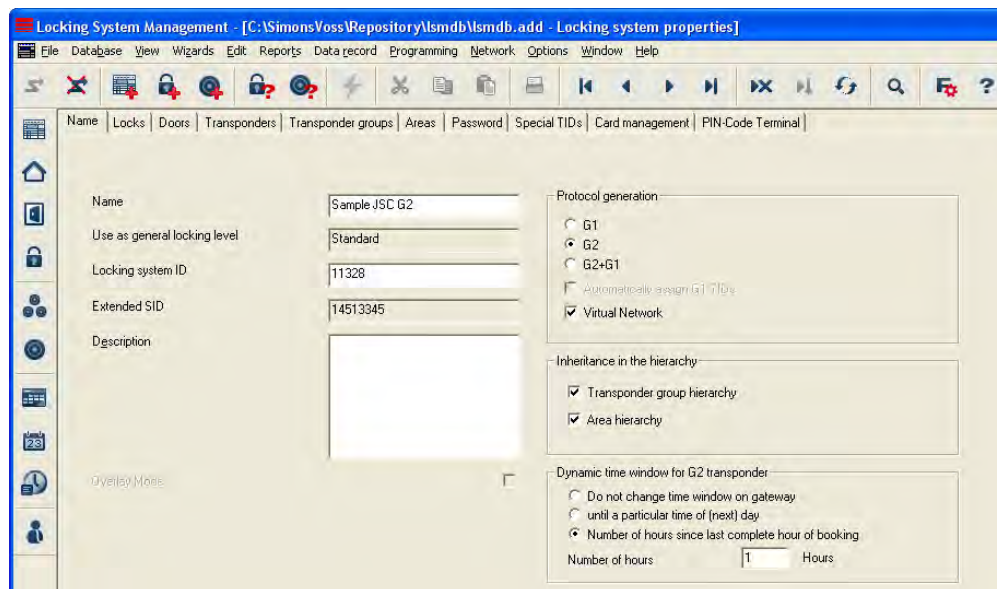 Locking System Management - [C:\SimonsVoss\Repository\lsmdb\lsmdb.add - Locking system properties]
File Database View Wizards Edit Reports Data record Programming Network Options Window Help
Name Locks Doors Transponders Transponder groups Areas Password Special TIDs Card management PIN-Code Terminal
Name Sample JSC G2
Use as general locking level Standard
Locking system ID 11328
Extended SID 14513345
Description
Overlay Mode
Protocol generation
G1
G2
G2+G1
Automatically assign G1 TIDs
Virtual Network
Inheritance in the hierarchy
Transponder group hierarchy
Area hierarchy
Dynamic time window for G2 transponder
Do not change time window on gateway
until a particular time of (next) day
Number of hours since last complete hour of booking
Number of hours 1 Hours
23